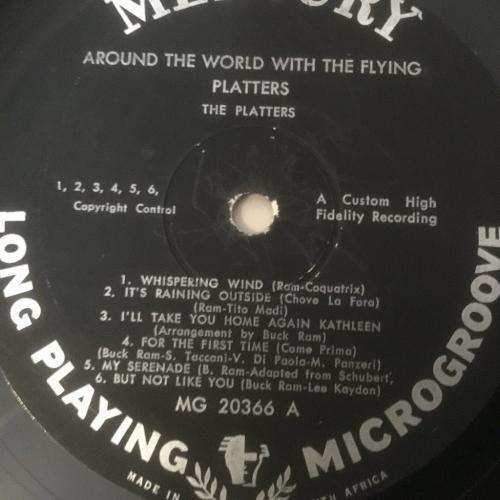 MERCURY
AROUND THE WORLD WITH THE FLYING
PLATTERS
THE PLATTERS
1, 2, 3, 4, 5, 6,
Copyright Control
A Custom High
Fidelity Recording
1. WHISPERING WIND (Ram-Coquatrix)
2. IT'S RAINING OUTSIDE (Chove La Fora)
(Ram-Tito Madi)
3. I'LL TAKE YOU HOME AGAIN KATHLEEN
(Arrangement by Buck Ram)
4. FOR THE FIRST TIME (Come Prima)
(Buck Ram-S. Taccani-V. Di Paola-M. Panzeri)
5. MY SERENADE (B. Ram-Adapted from Schubert',
6. BUT NOT LIKE YOU (Buck Ram-Lee Kaydon)
MG 20366 A
LONG PLAYING MICROGROOVE
MADE IN AFRICA